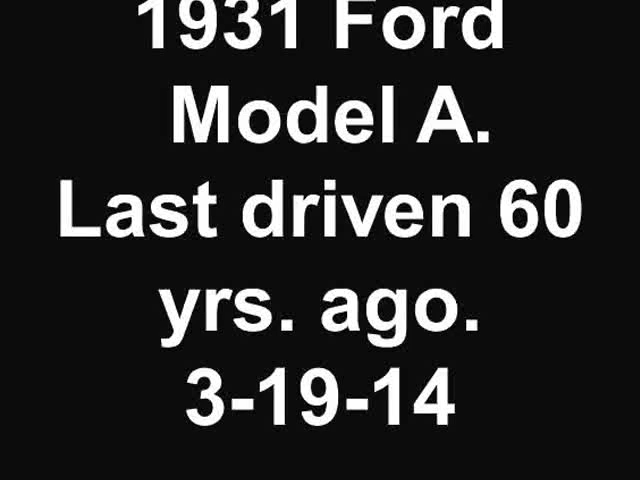 1931 Ford
Model A.
Last driven 60
yrs. ago.
3-19-14